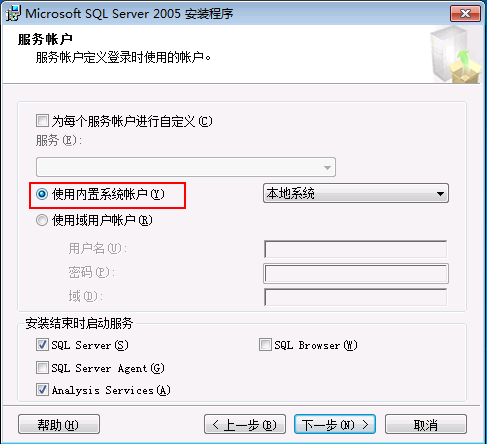 Microsoft SQL Server 2005 安装程序
服务帐户
服务帐户定义登录时使用的帐户。
为每个服务帐户进行自定义(C)
服务(E):
使用内置系统帐户(Y) 本地系统
使用域用户帐户(R)
用户名(U):
密码(P):
域(D):
安装结束时启动服务
SQL Server(S) SQL Browser(W)
SQL Server Agent(G)
Analysis Services(A)
帮助(H) < 上一步(B) 下一步(N) > 取消